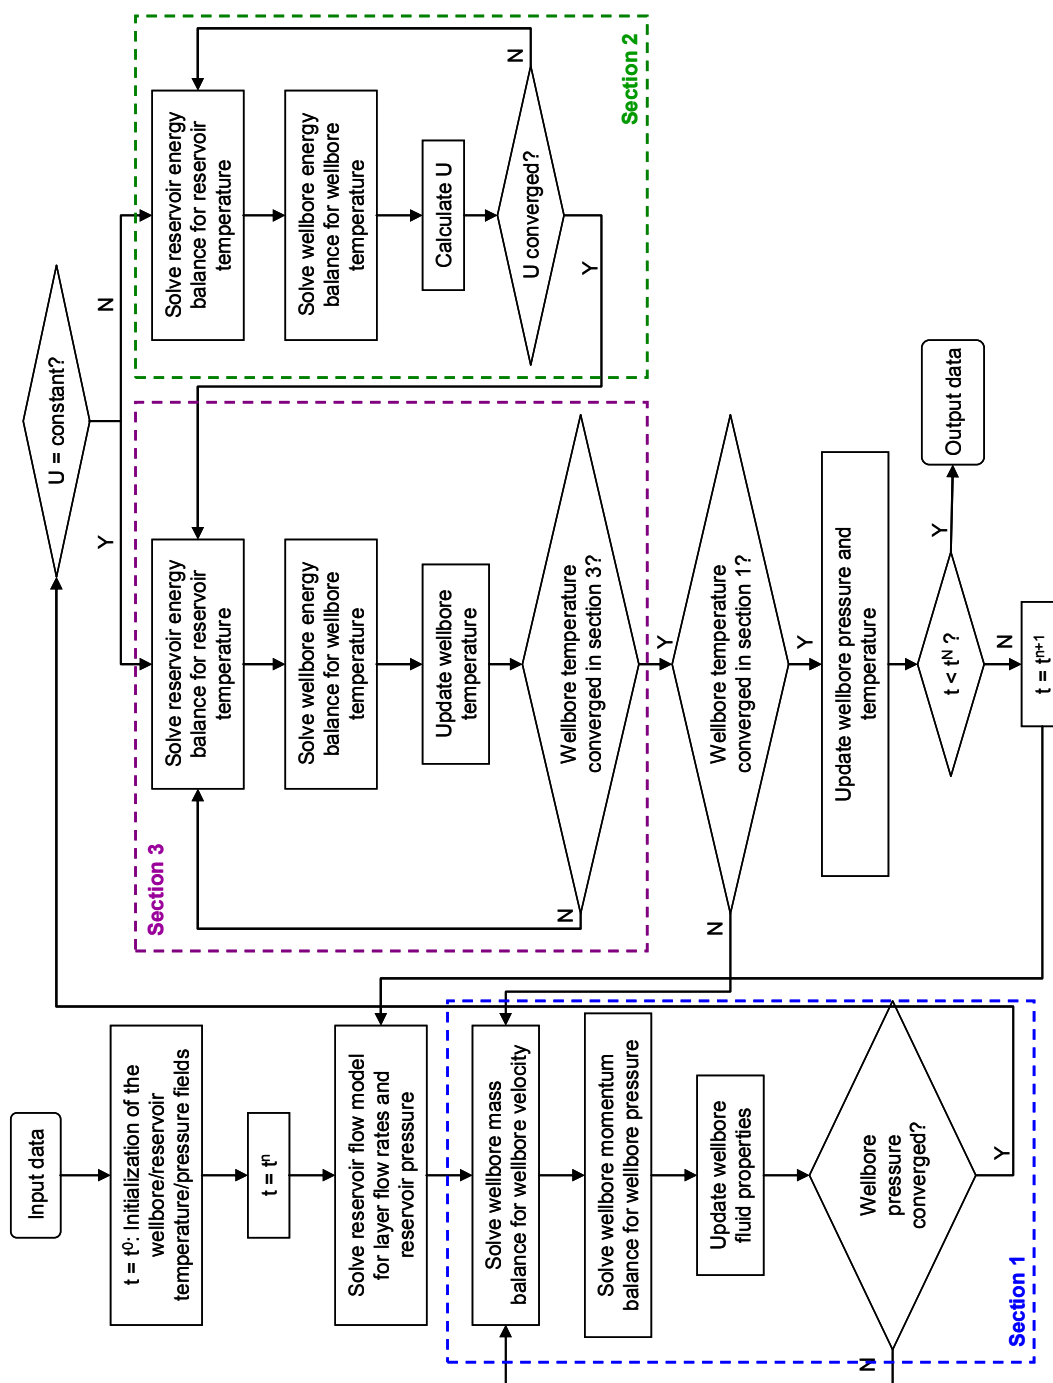 Input data
t = t⁰: Initialization of the
wellbore/reservoir
temperature/pressure fields
t = tⁿ
Solve reservoir flow model
for layer flow rates and
reservoir pressure
Solve wellbore mass
balance for wellbore velocity
Solve wellbore momentum
balance for wellbore pressure
Update wellbore
fluid properties
Wellbore
pressure
converged?
N
Y
Section 1
U = constant?
Y
N
Section 3
Solve reservoir energy
balance for reservoir
temperature
Solve wellbore energy
balance for wellbore
temperature
Update wellbore
temperature
Wellbore temperature
converged in section 3?
N
Y
Wellbore temperature
converged in section 1?
N
Y
Update wellbore pressure and
temperature
t < tᴺ ?
Y
N
Output data
t = tⁿ⁺¹
Solve reservoir energy
balance for reservoir
temperature
Solve wellbore energy
balance for wellbore
temperature
Calculate U
U converged?
N
Y
Section 2